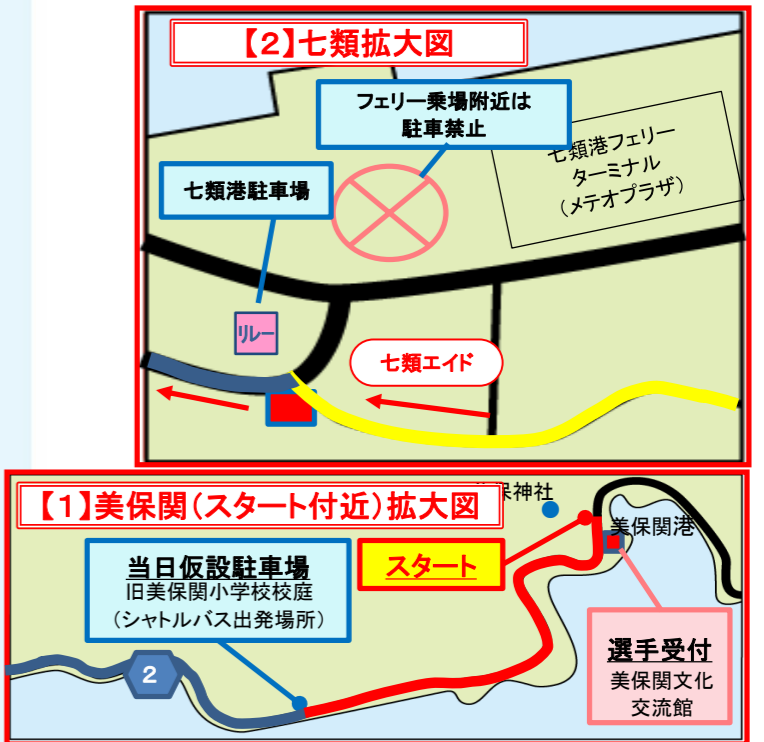 【2】七類拡大図
フェリー乗場附近は
駐車禁止
七類港フェリー
ターミナル
（メテオプラザ）
七類港駐車場
リレー
七類エイド
【1】美保関（スタート付近）拡大図
保神社
美保関港
当日仮設駐車場
旧美保関小学校校庭
（シャトルバス出発場所）
スタート
2
選手受付
美保関文化
交流館